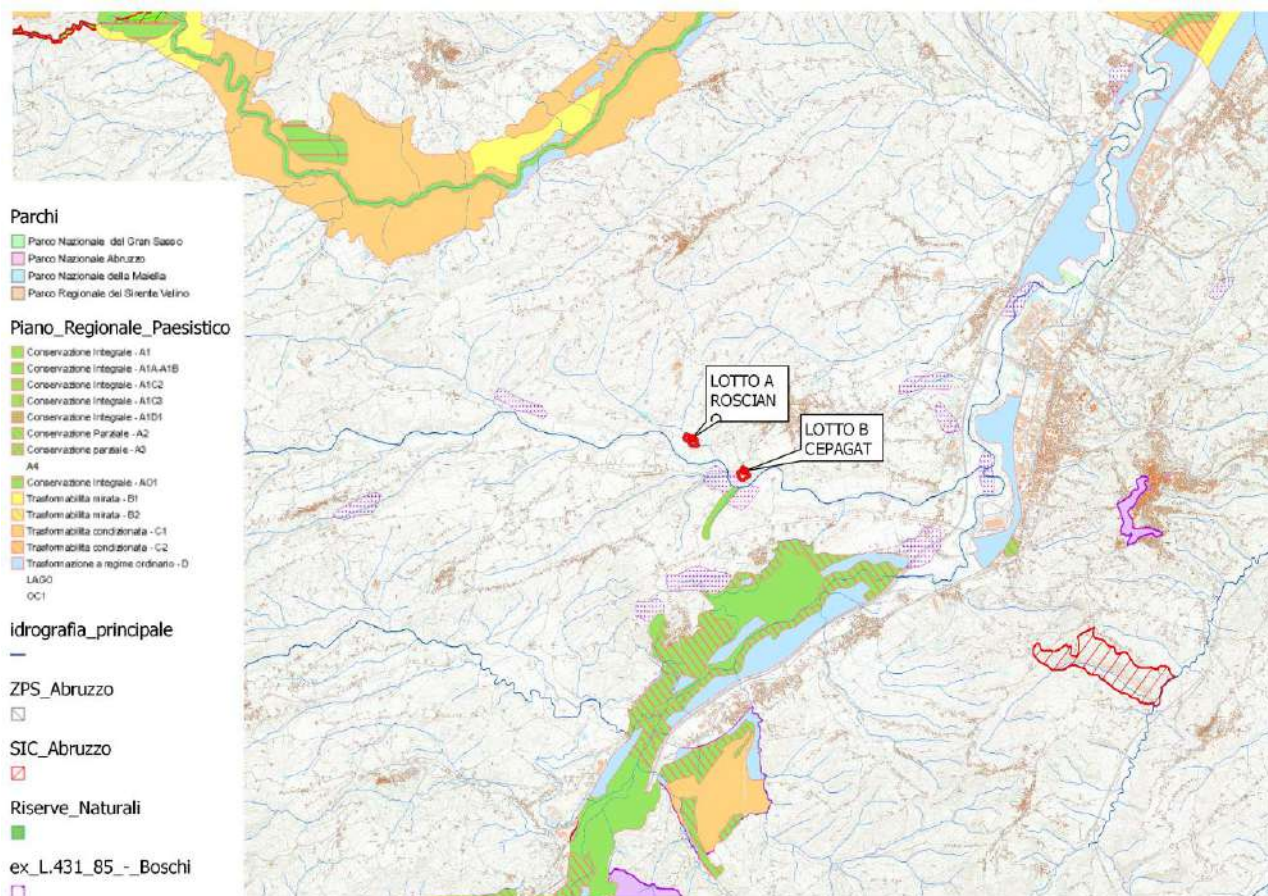 LOTTO A
ROSCIAN
LOTTO B
CEPAGAT
Parchi
Parco Nazionale del Gran Sasso
Parco Nazionale Abruzzo
Parco Nazionale della Maiella
Parco Regionale del Sirente Velino
Piano_Regionale_Paesistico
Conservazione Integrale - A1
Conservazione Integrale - A1A-A1B
Conservazione Integrale - A1C2
Conservazione Integrale - A1C3
Conservazione Integrale - A1D1
Conservazione Parziale - A2
Conservazione parziale - A3
A4
Conservazione Integrale - AO1
Trasformabilita mirata - B1
Trasformabilita mirata - B2
Trasformabilita condizionata - C1
Trasformabilita condizionata - C2
Trasformazione a regime ordinario - D
LAGO
OC1
idrografia_principale
ZPS_Abruzzo
SIC_Abruzzo
Riserve_Naturali
ex_L.431_85_-_Boschi